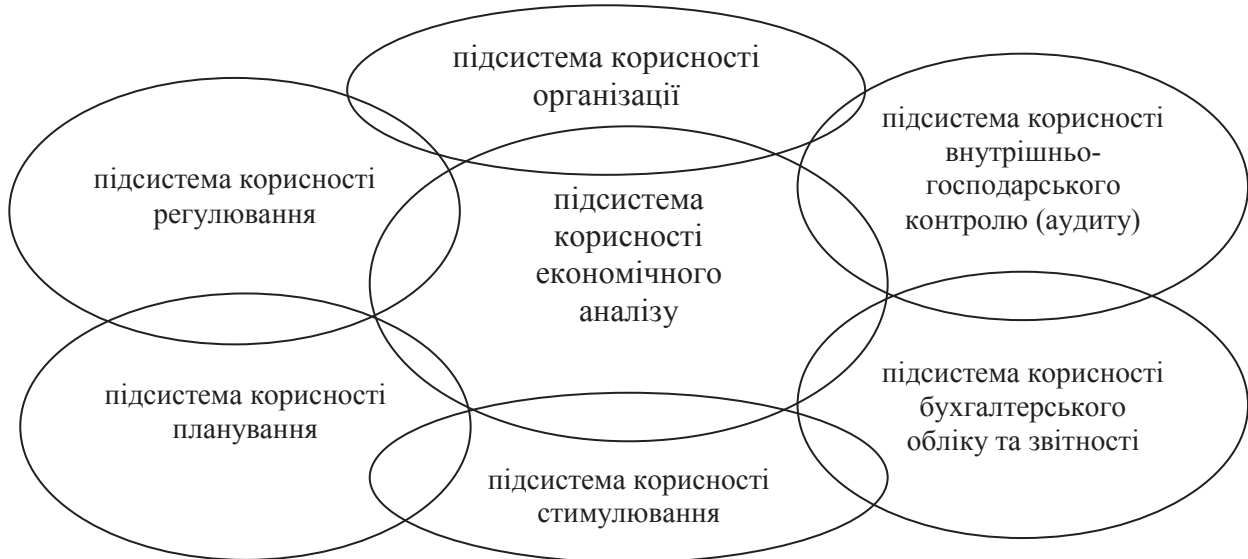 підсистема корисності
організації
підсистема корисності
регулювання
підсистема
корисності
економічного
аналізу
підсистема корисності
внутрішньо-
господарського
контролю (аудиту)
підсистема корисності
планування
підсистема корисності
стимулювання
підсистема корисності
бухгалтерського
обліку та звітності